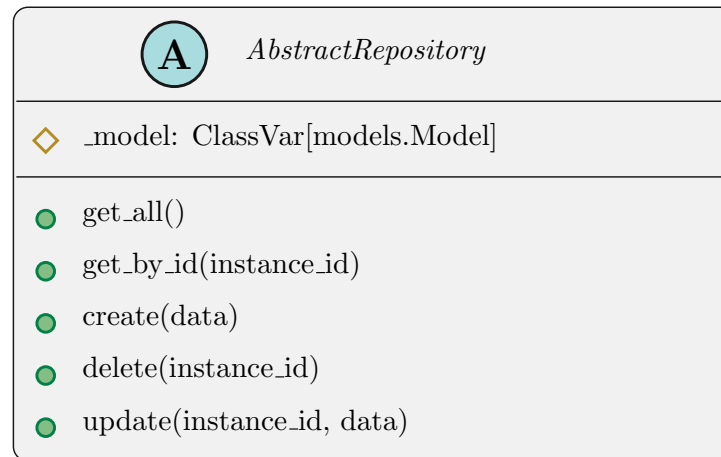 A AbstractRepository
_model: ClassVar[models.Model]
get_all()
get_by_id(instance_id)
create(data)
delete(instance_id)
update(instance_id, data)